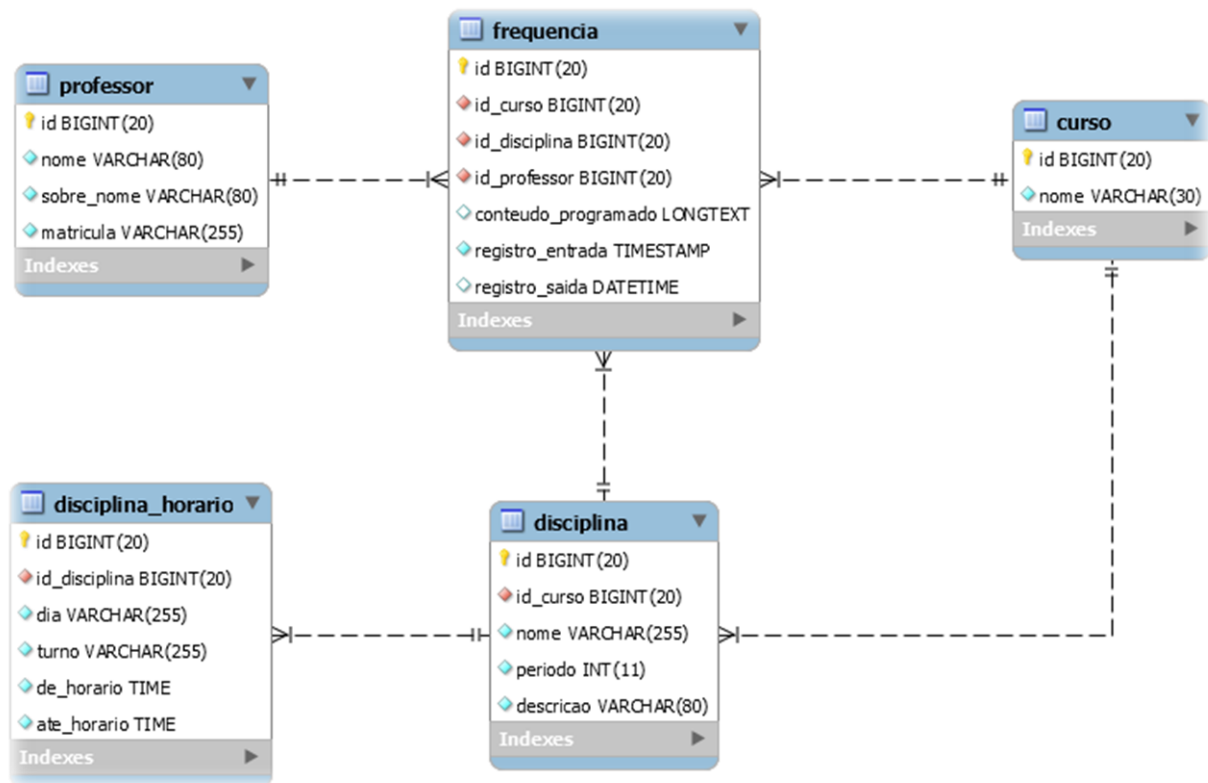 professor
id BIGINT(20)
nome VARCHAR(80)
sobre_nome VARCHAR(80)
matricula VARCHAR(255)
Indexes
frequencia
id BIGINT(20)
id_curso BIGINT(20)
id_disciplina BIGINT(20)
id_professor BIGINT(20)
conteudo_programado LONGTEXT
registro_entrada TIMESTAMP
registro_saida DATETIME
Indexes
curso
id BIGINT(20)
nome VARCHAR(30)
Indexes
disciplina_horario
id BIGINT(20)
id_disciplina BIGINT(20)
dia VARCHAR(255)
turno VARCHAR(255)
de_horario TIME
ate_horario TIME
Indexes
disciplina
id BIGINT(20)
id_curso BIGINT(20)
nome VARCHAR(255)
periodo INT(11)
descricao VARCHAR(80)
Indexes